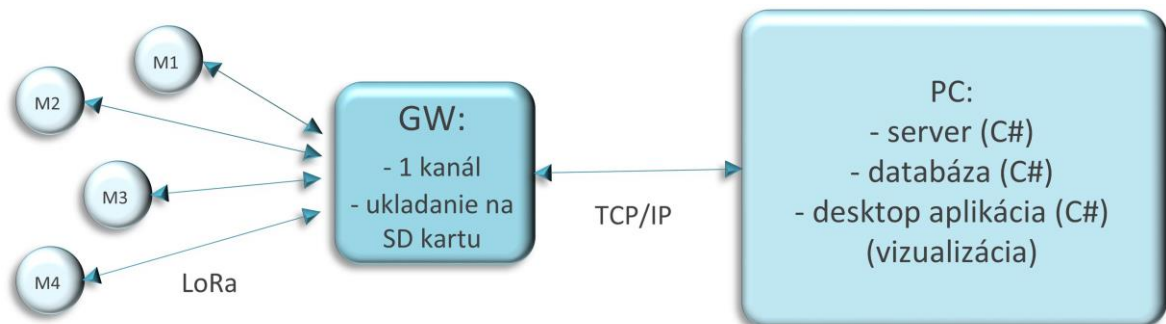 M1
M2
M3
M4
LoRa
GW:
- 1 kanál
- ukladanie na
SD kartu
TCP/IP
PC:
- server (C#)
- databáza (C#)
- desktop aplikácia (C#)
(vizualizácia)